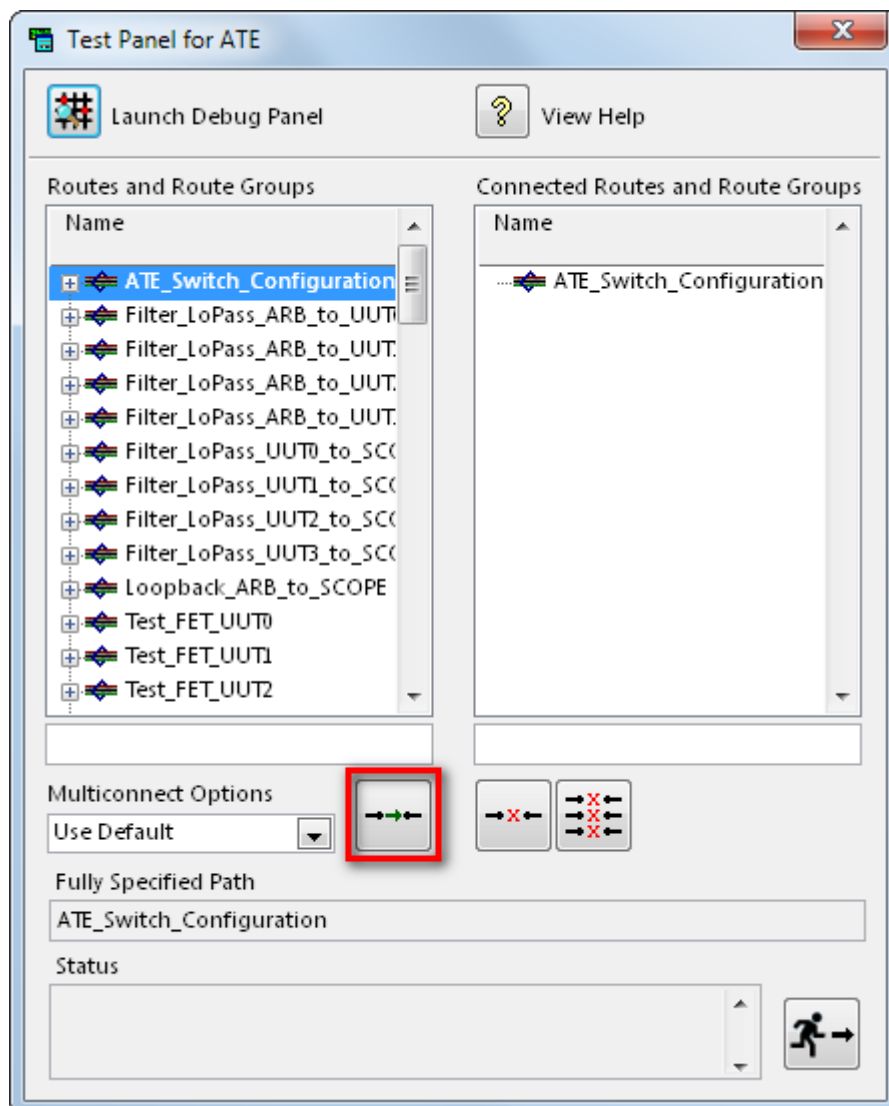 Test Panel for ATE
Launch Debug Panel
View Help
Routes and Route Groups
Connected Routes and Route Groups
Name
Name
ATE_Switch_Configuration
ATE_Switch_Configuration
Filter_LoPass_ARB_to_UUT
Filter_LoPass_ARB_to_UUT
Filter_LoPass_ARB_to_UUT
Filter_LoPass_ARB_to_UUT
Filter_LoPass_UUT0_to_SC
Filter_LoPass_UUT1_to_SC
Filter_LoPass_UUT2_to_SC
Filter_LoPass_UUT3_to_SC
Loopback_ARB_to_SCOPE
Test_FET_UUT0
Test_FET_UUT1
Test_FET_UUT2
Multiconnect Options
Use Default
Fully Specified Path
ATE_Switch_Configuration
Status